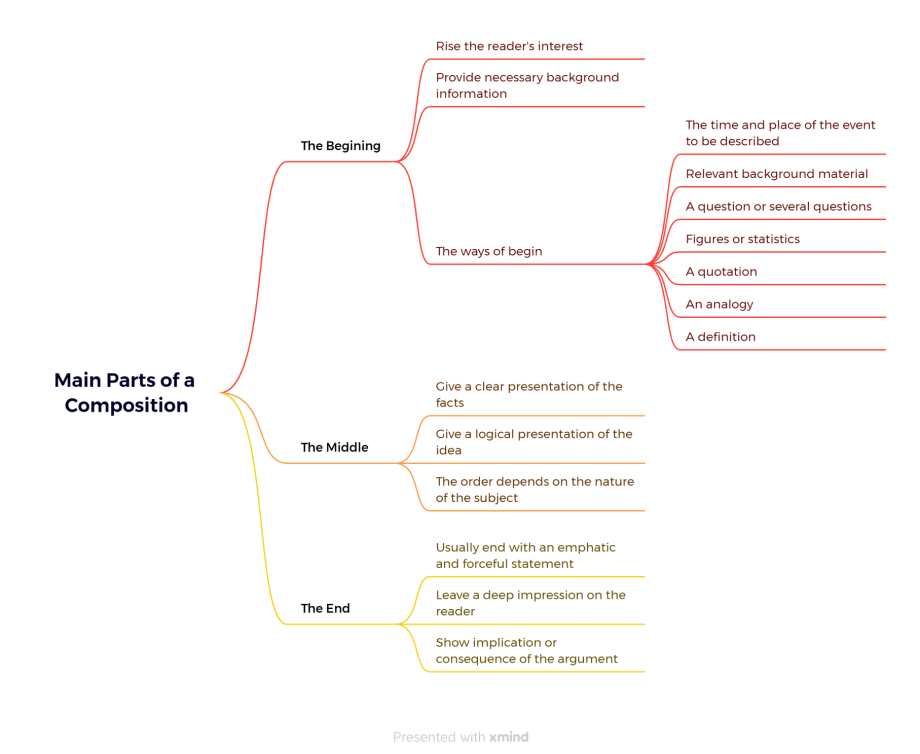 Main Parts of a
Composition
The Begining
Rise the reader's interest
Provide necessary background
information
The ways of begin
The time and place of the event
to be described
Relevant background material
A question or several questions
Figures or statistics
A quotation
An analogy
A definition
The Middle
Give a clear presentation of the
facts
Give a logical presentation of the
idea
The order depends on the nature
of the subject
The End
Usually end with an emphatic
and forceful statement
Leave a deep impression on the
reader
Show implication or
consequence of the argument
Presented with xmind